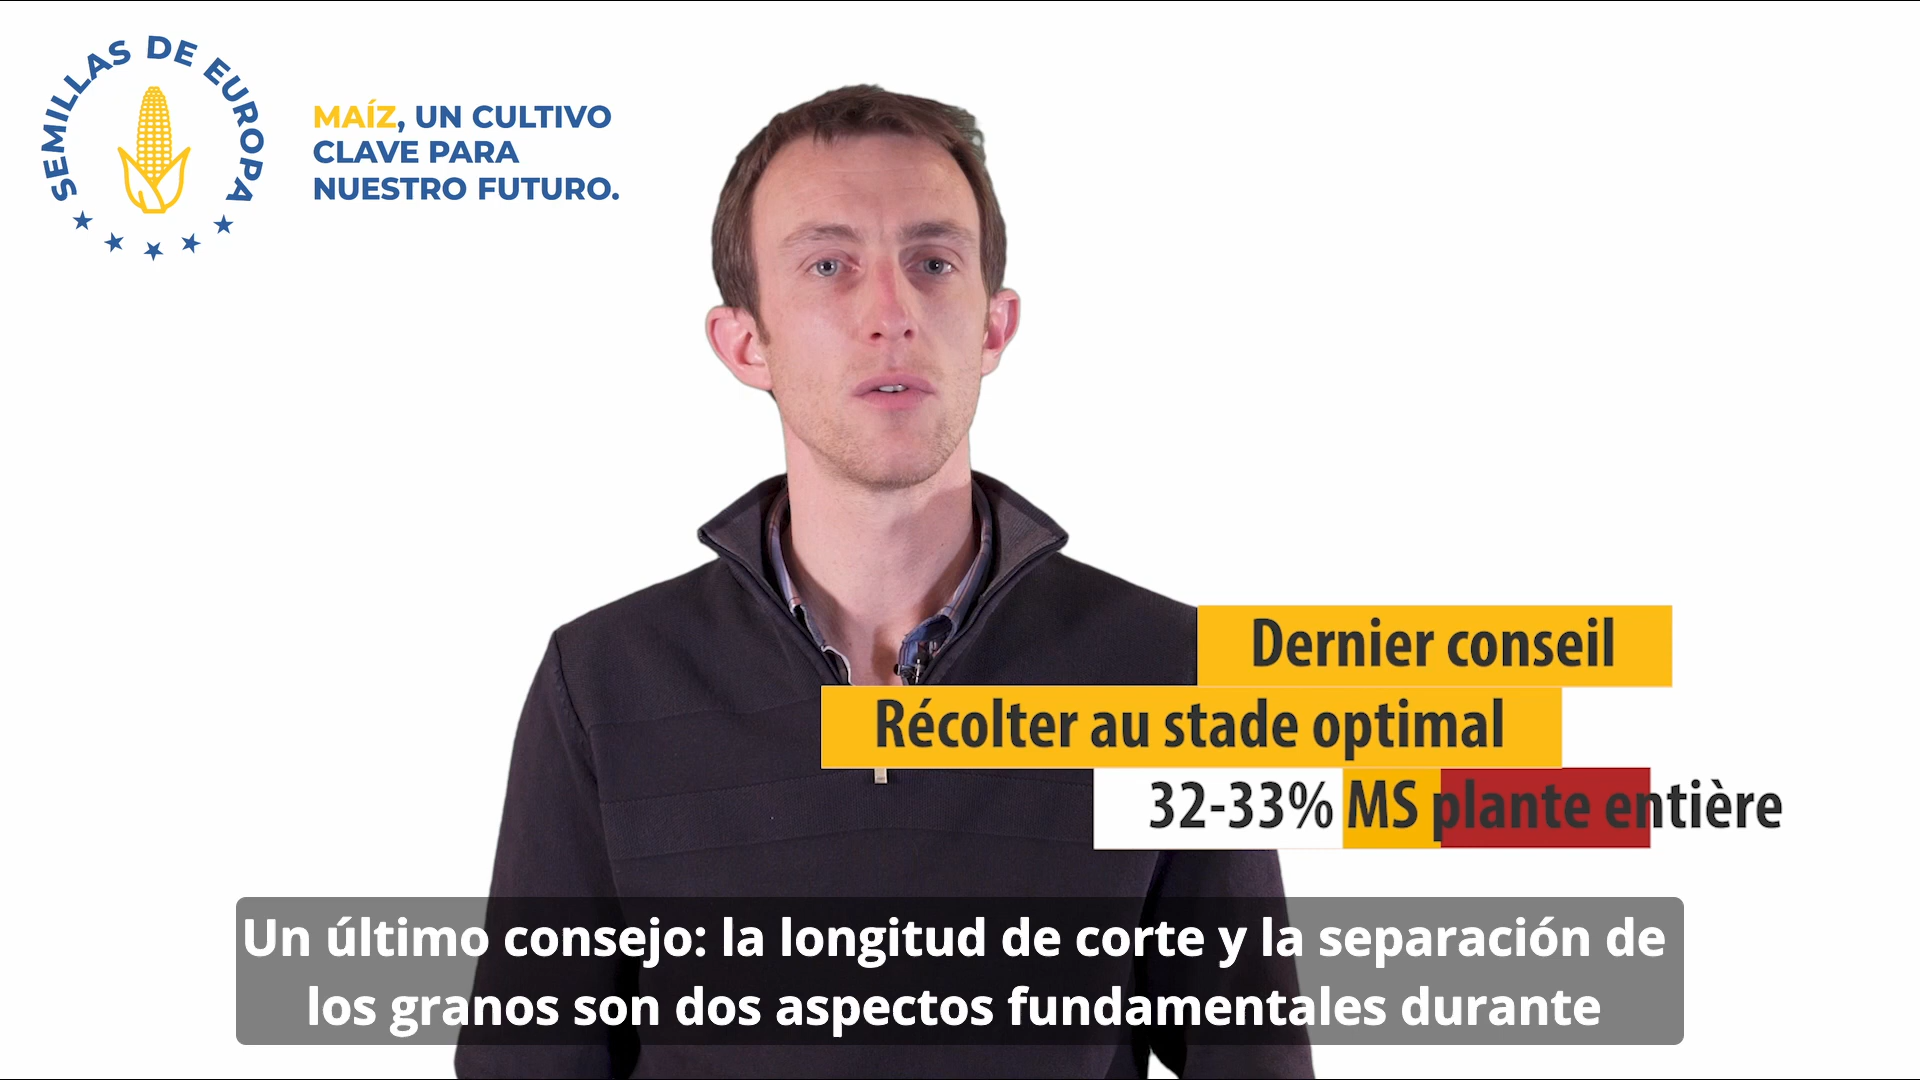 SEMILLAS DE EUROPA
MAÍZ, UN CULTIVO
CLAVE PARA
NUESTRO FUTURO.
Dernier conseil
Récolter au stade optimal
32-33% MS plante entière
Un último consejo: la longitud de corte y la separación de
los granos son dos aspectos fundamentales durante